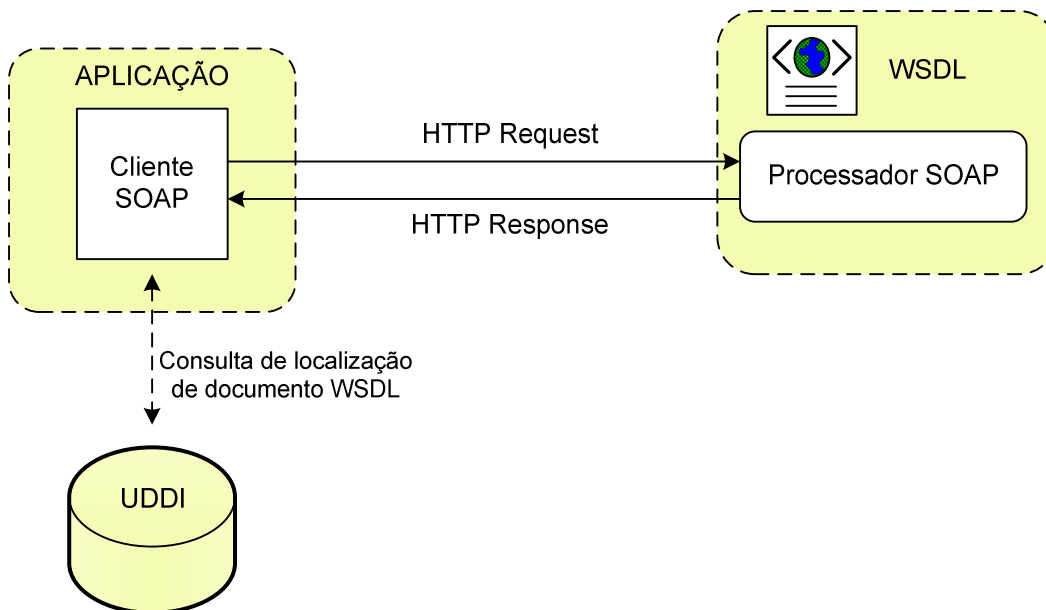 APLICAÇÃO
Cliente
SOAP
HTTP Request
HTTP Response
WSDL
Processador SOAP
Consulta de localização
de documento WSDL
UDDI